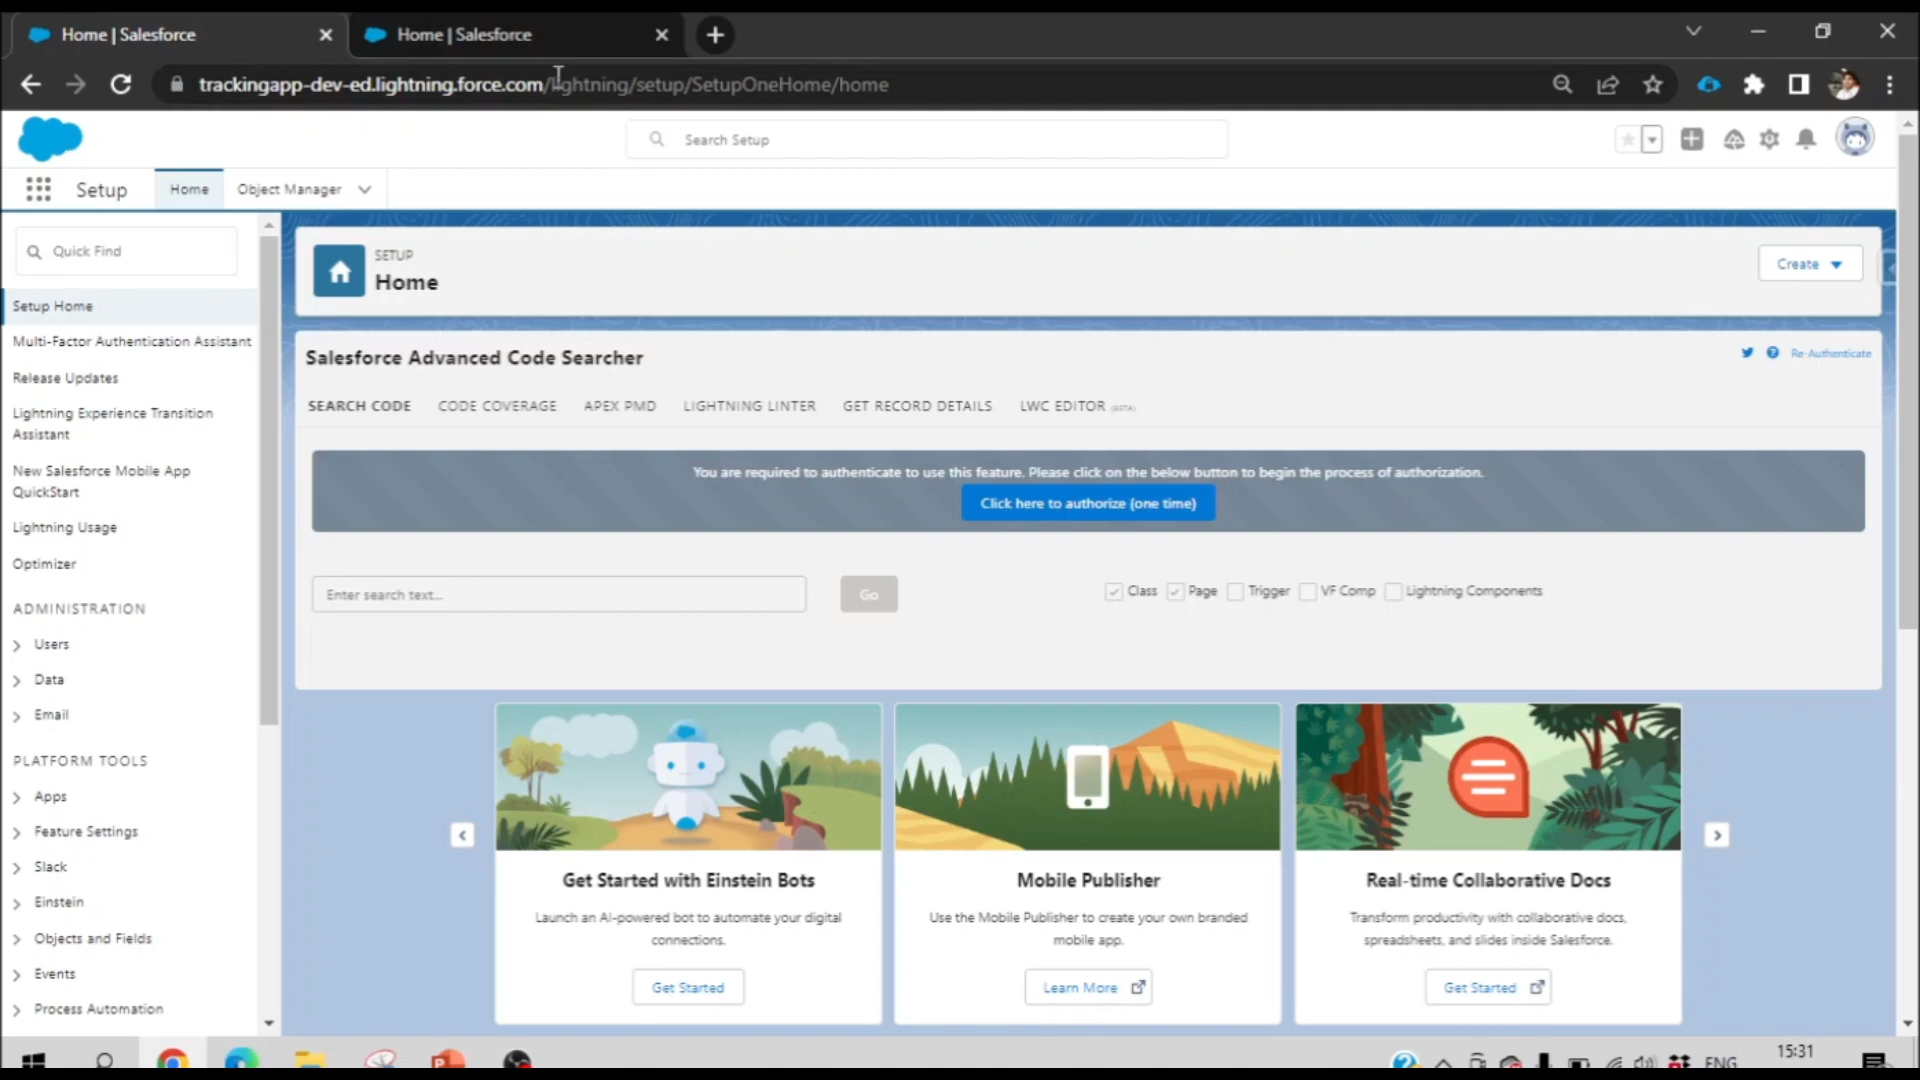 Home | Salesforce
Home | Salesforce
trackingapp-dev-ed.lightning.force.com/lightning/setup/SetupOneHome/home
Search Setup
Setup
Home
Object Manager
Quick Find
Setup Home
Multi-Factor Authentication Assistant
Release Updates
Lightning Experience Transition
Assistant
New Salesforce Mobile App
QuickStart
Lightning Usage
Optimizer
ADMINISTRATION
Users
Data
Email
PLATFORM TOOLS
Apps
Feature Settings
Slack
Einstein
Objects and Fields
Events
Process Automation
SETUP
Home
Create
Salesforce Advanced Code Searcher
Re-Authenticate
SEARCH CODE
CODE COVERAGE
APEX PMD
LIGHTNING LINTER
GET RECORD DETAILS
LWC EDITOR (BETA)
You are required to authenticate to use this feature. Please click on the below button to begin the process of authorization.
Click here to authorize (one time)
Enter search text...
Go
Class
Page
Trigger
VF Comp
Lightning Components
Get Started with Einstein Bots
Launch an AI-powered bot to automate your digital
connections.
Get Started
Mobile Publisher
Use the Mobile Publisher to create your own branded
mobile app.
Learn More
Real-time Collaborative Docs
Transform productivity with collaborative docs,
spreadsheets, and slides inside Salesforce.
Get Started
ENG
15:31